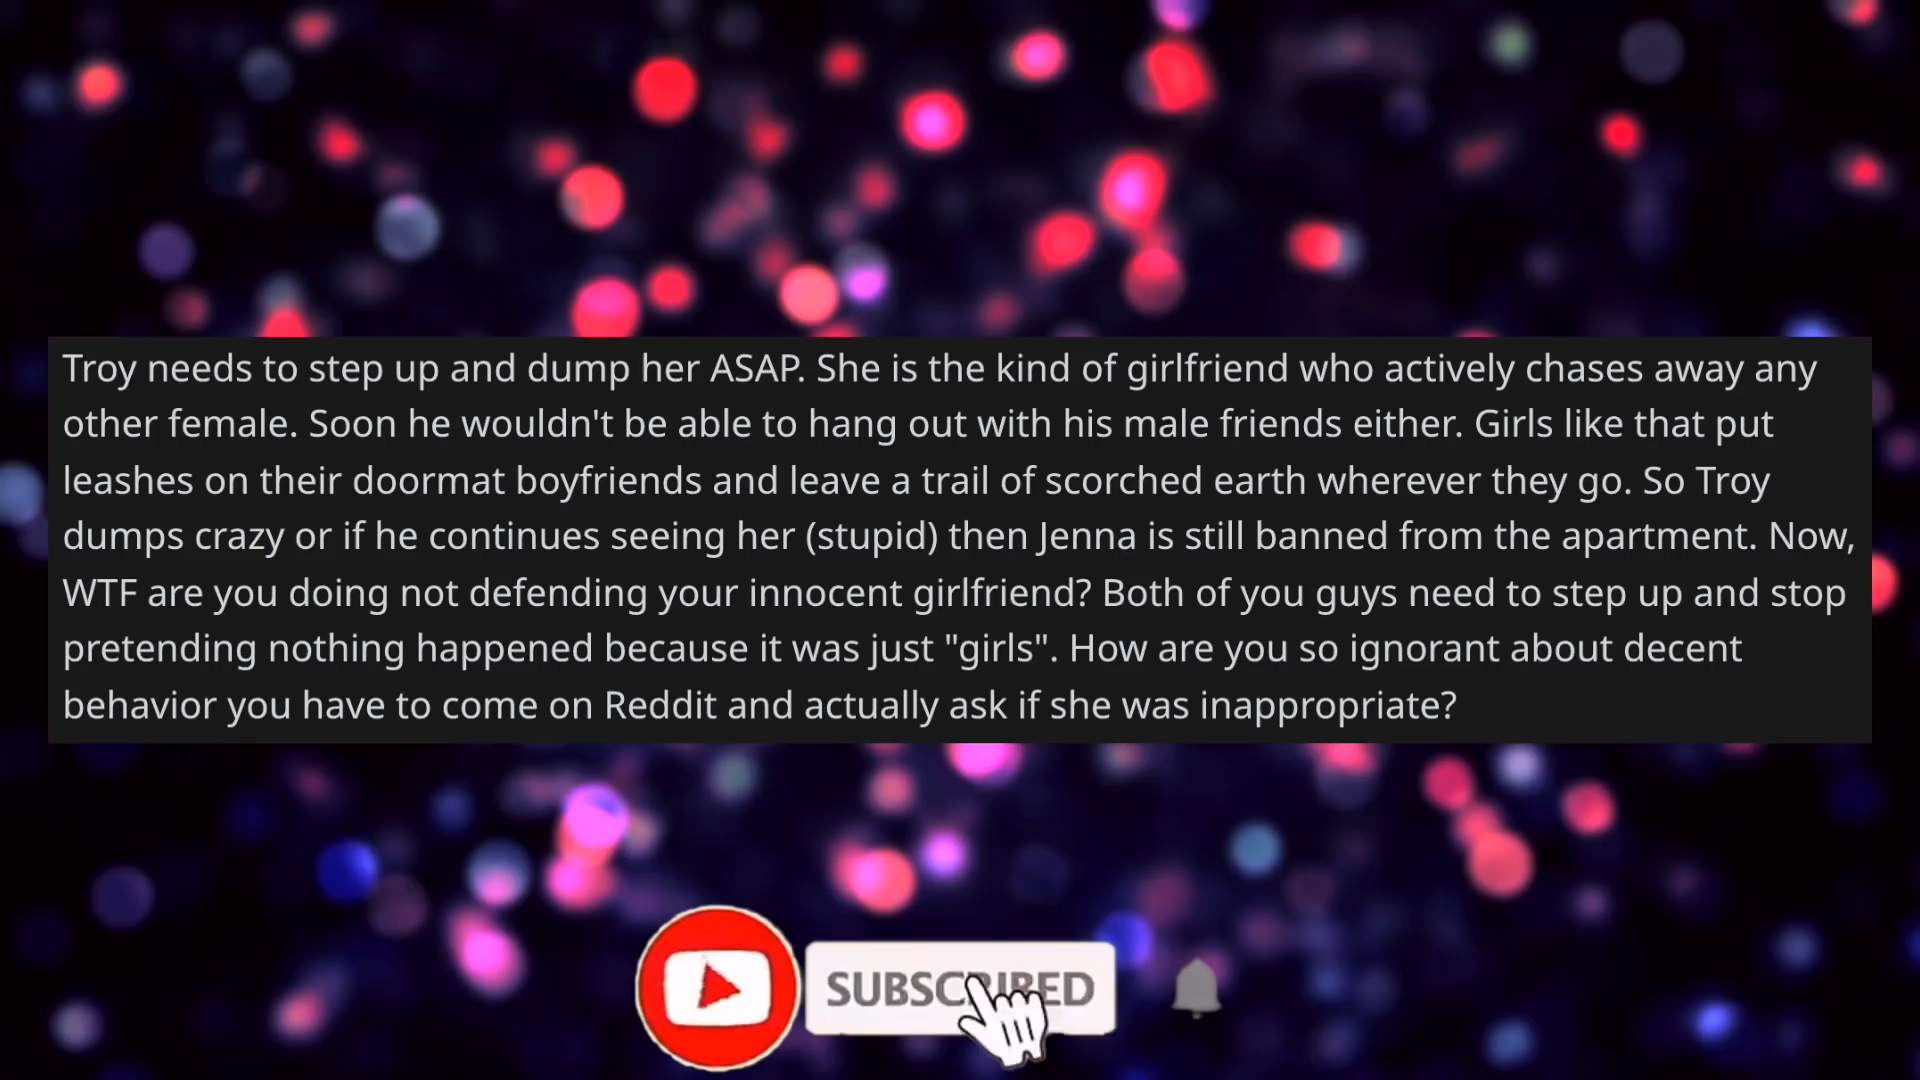 Troy needs to step up and dump her ASAP. She is the kind of girlfriend who actively chases away any
other female. Soon he wouldn't be able to hang out with his male friends either. Girls like that put
leashes on their doormat boyfriends and leave a trail of scorched earth wherever they go. So Troy
dumps crazy or if he continues seeing her (stupid) then Jenna is still banned from the apartment. Now,
WTF are you doing not defending your innocent girlfriend? Both of you guys need to step up and stop
pretending nothing happened because it was just "girls". How are you so ignorant about decent
behavior you have to come on Reddit and actually ask if she was inappropriate?
SUBSCRIBED